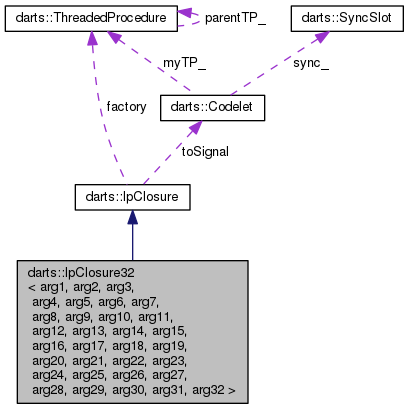 darts::ThreadedProcedure
darts::SyncSlot
parentTP_
myTP_
sync_
factory
darts::Codelet
toSignal
darts::lpClosure
darts::lpClosure32
< arg1, arg2, arg3,
arg4, arg5, arg6, arg7,
arg8, arg9, arg10, arg11,
arg12, arg13, arg14, arg15,
arg16, arg17, arg18, arg19,
arg20, arg21, arg22, arg23,
arg24, arg25, arg26, arg27,
arg28, arg29, arg30, arg31, arg32 >